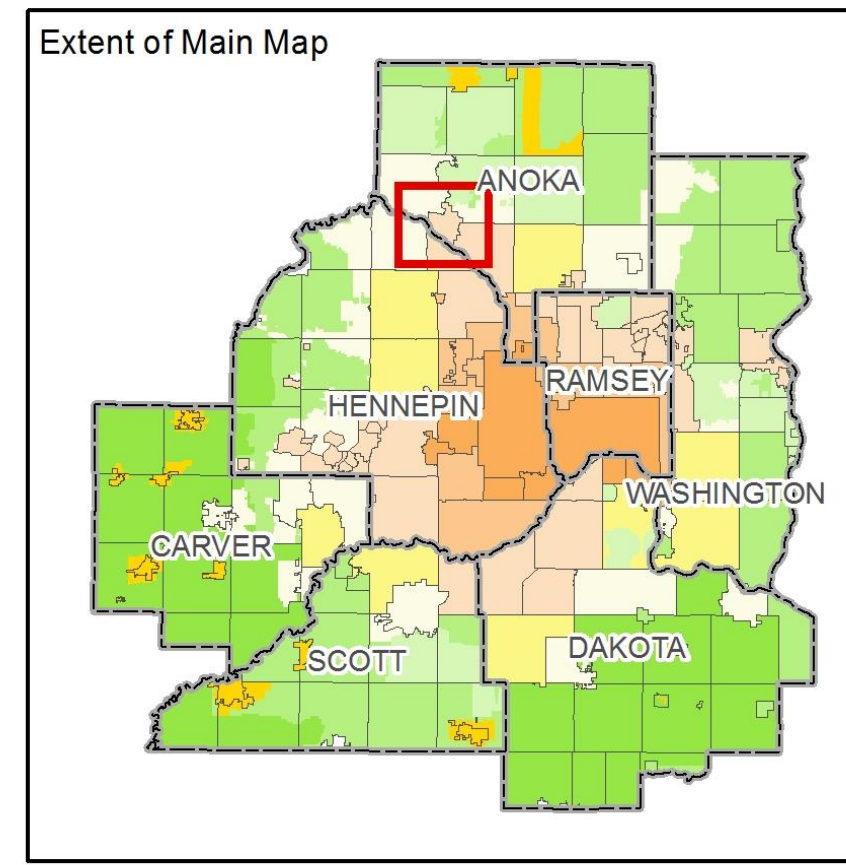 Extent of Main Map
ANOKA
RAMSEY
HENNEPIN
WASHINGTON
CARVER
DAKOTA
SCOTT